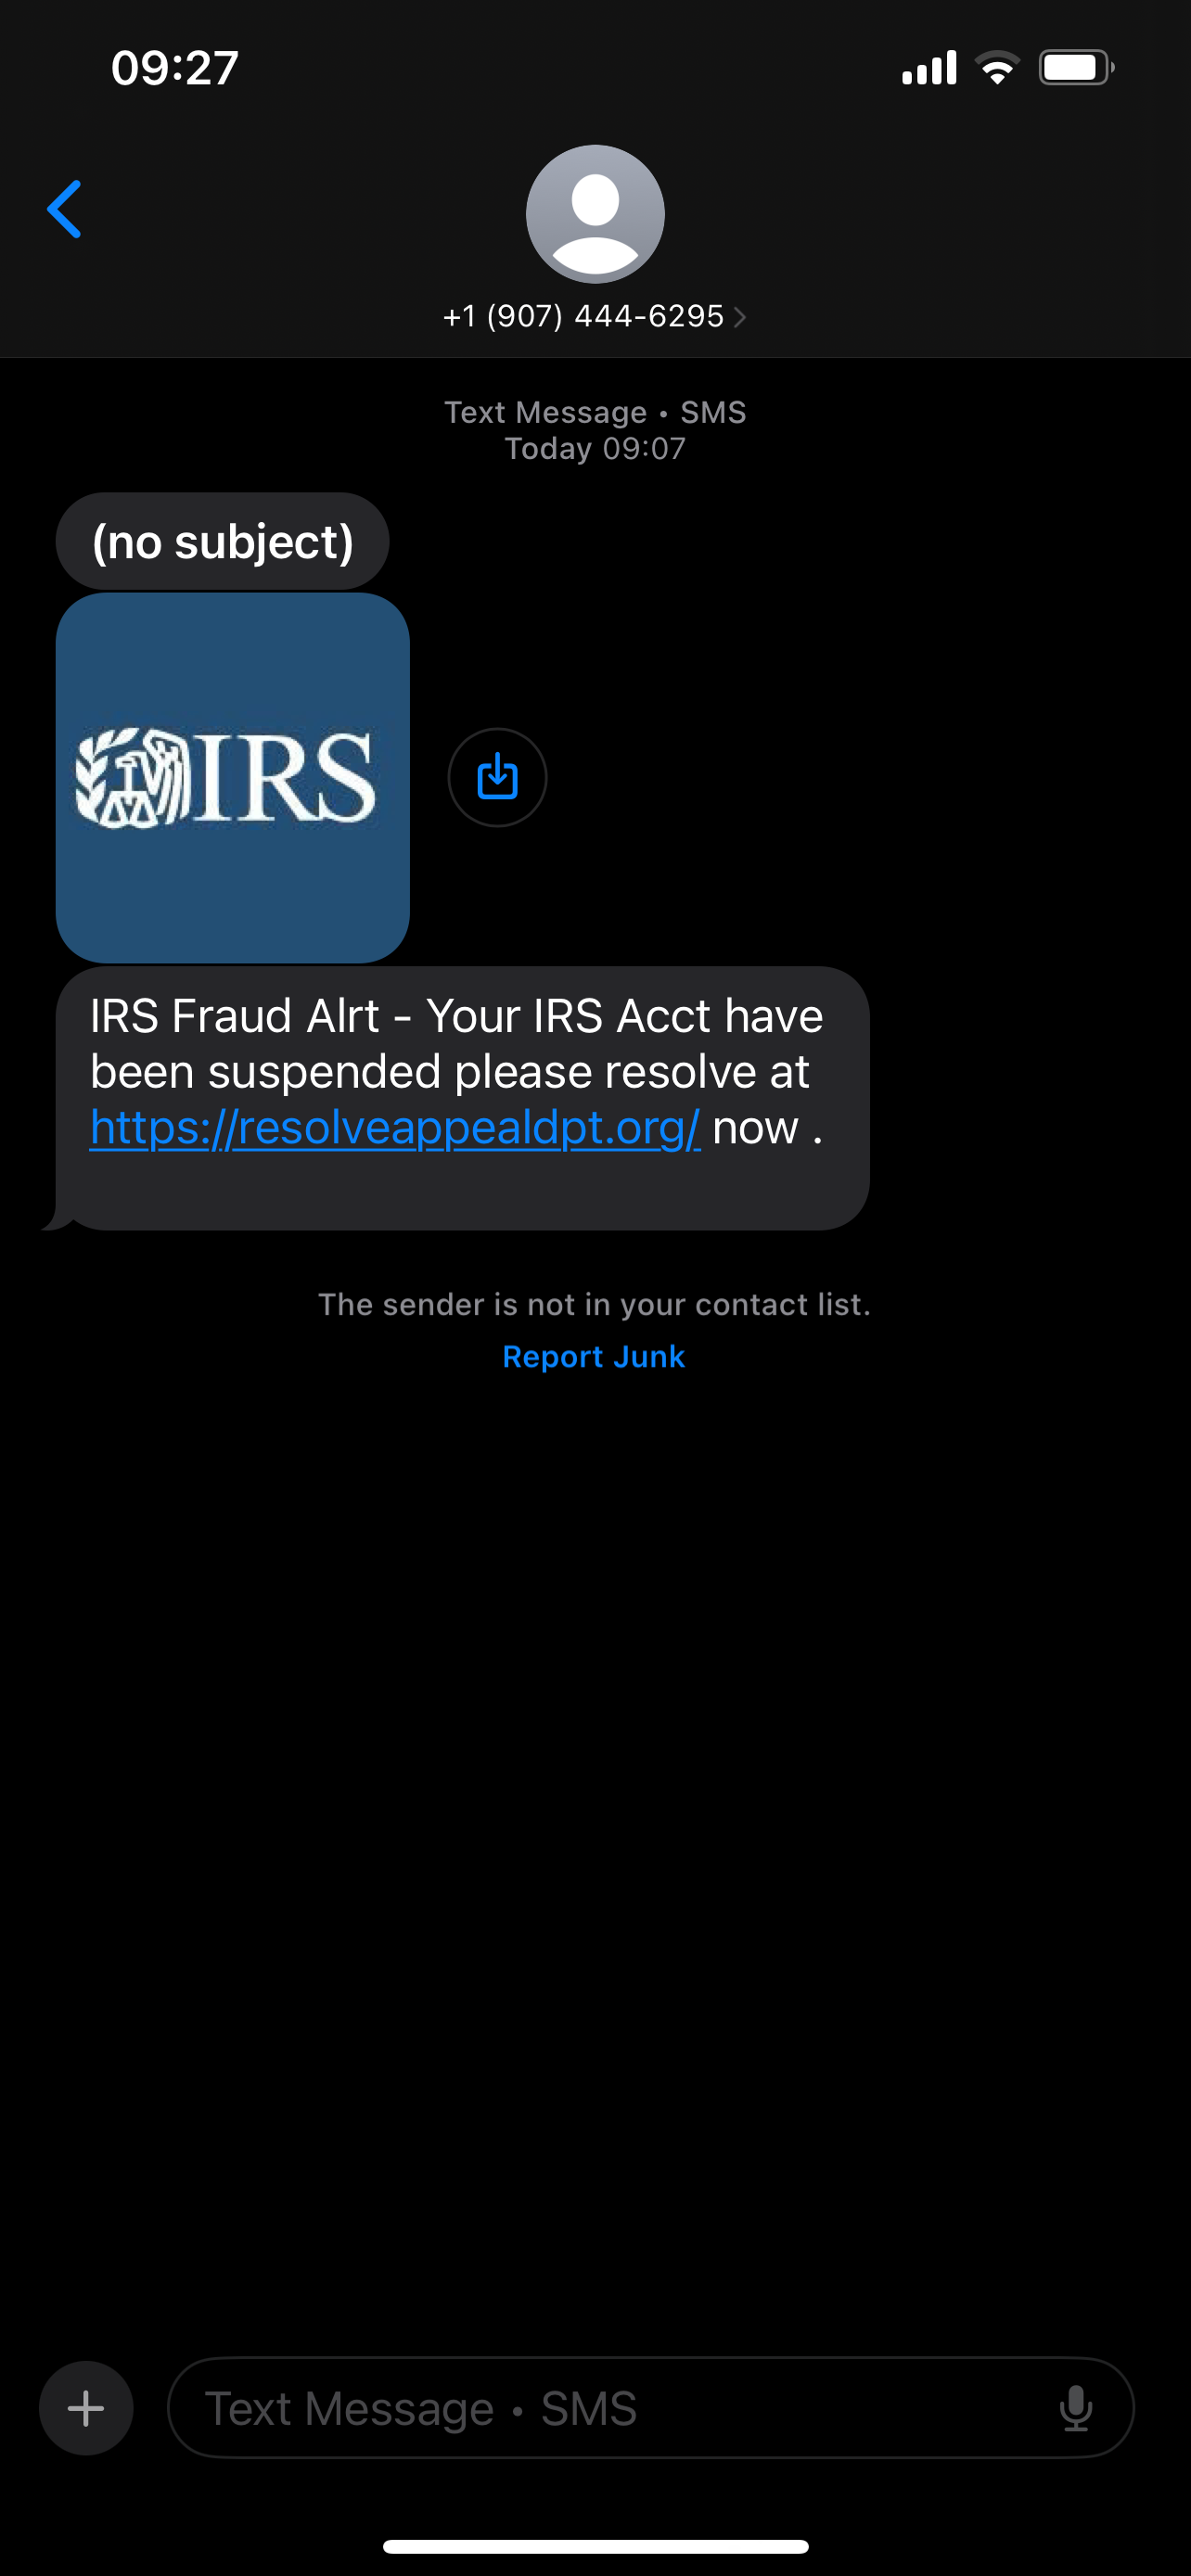 09:27
+1 (907) 444-6295
Text Message • SMS
Today 09:07
(no subject)
IRS
IRS Fraud Alrt - Your IRS Acct have
been suspended please resolve at
https://resolveappealdpt.org/ now .
The sender is not in your contact list.
Report Junk
Text Message • SMS